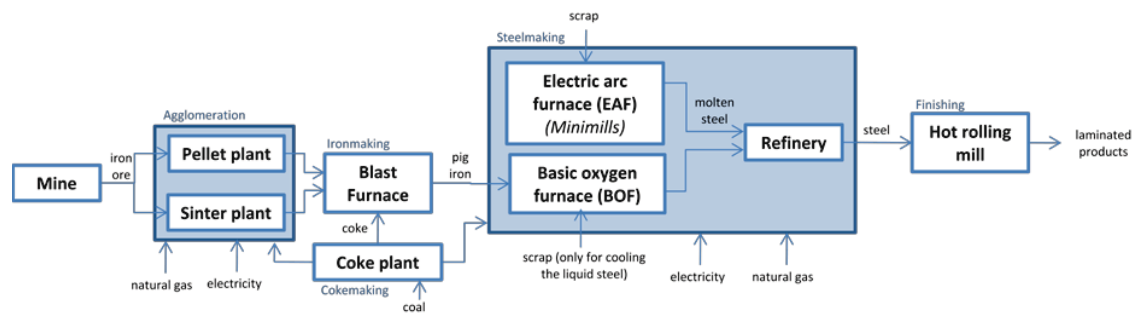 scrap
Steelmaking
Electric arc
furnace (EAF)
(Minimills)
molten
steel
Agglomeration
Finishing
Pellet plant
Ironmaking
iron
ore
Mine
Blast
Furnace
pig
iron
Refinery
steel
Hot rolling
mill
laminated
products
Basic oxygen
furnace (BOF)
Sinter plant
coke
Coke plant
Cokemaking
natural gas
electricity
coal
scrap (only for cooling
the liquid steel)
electricity
natural gas